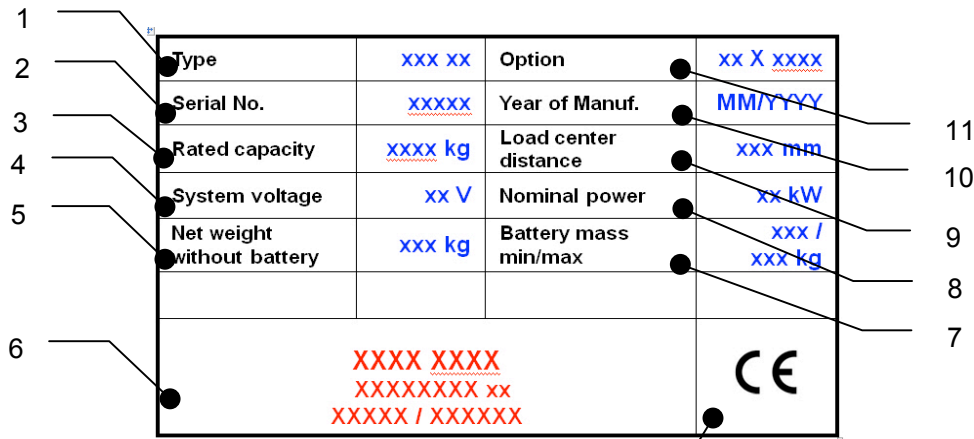 1
2
3
4
5
6
Type xxx xx Option xx X xxxx
Serial No. xxxxx Year of Manuf. MM/YYYY
Rated capacity xxxx kg Load center distance xxx mm
System voltage xx V Nominal power xx kW
Net weight without battery xxx kg Battery mass min/max xxx / xxx kg
XXXX XXXX
XXXXXXXX xx
XXXXX / XXXXXX
CE
11
10
9
8
7